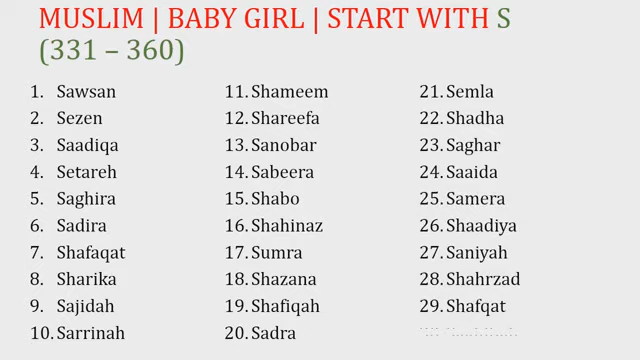 MUSLIM | BABY GIRL | START WITH S
(331 – 360)
1. Sawsan
2. Sezen
3. Saadiqa
4. Setareh
5. Saghira
6. Sadira
7. Shafaqat
8. Sharika
9. Sajidah
10. Sarrinah
11. Shameem
12. Shareefa
13. Sanobar
14. Sabeera
15. Shabo
16. Shahinaz
17. Sumra
18. Shazana
19. Shafiqah
20. Sadra
21. Semla
22. Shadha
23. Saghar
24. Saaida
25. Samera
26. Shaadiya
27. Saniyah
28. Shahrzad
29. Shafqat